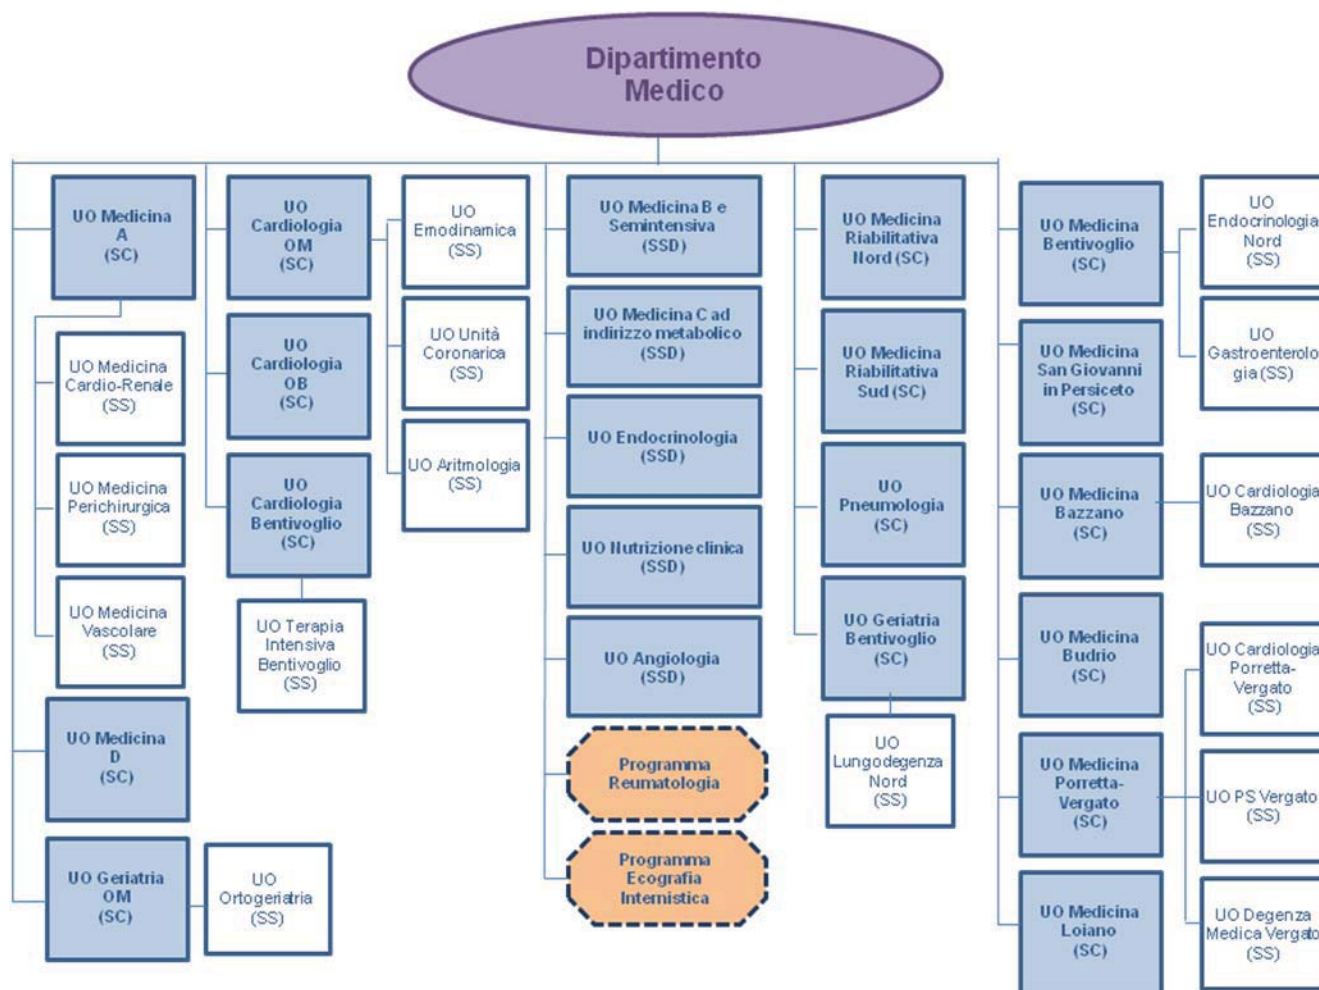 Dipartimento
Medico
UO Medicina
A
(SC)
UO Medicina
Cardio-Renale
(SS)
UO Medicina
Perichirurgica
(SS)
UO Medicina
Vascolare
(SS)
UO Medicina
D
(SC)
UO Geriatria
OM
(SC)
UO
Ortogeriatria
(SS)
UO
Cardiologia
OM
(SC)
UO
Cardiologia
OB
(SC)
UO
Cardiologia
Bentivoglio
(SC)
UO Terapia
Intensiva
Bentivoglio
(SS)
UO
Emodinamica
(SS)
UO Unità
Coronarica
(SS)
UO Aritmologia
(SS)
UO Medicina B e
Semintensiva
(SSD)
UO Medicina C ad
indirizzo metabolico
(SSD)
UO Endocrinologia
(SSD)
UO Nutrizione clinica
(SSD)
UO Angiologia
(SSD)
Programma
Reumatologia
Programma
Ecografia
Internistica
UO Medicina
Riabilitativa
Nord (SC)
UO Medicina
Riabilitativa
Sud (SC)
UO
Pneumologia
(SC)
UO Geriatria
Bentivoglio
(SC)
UO
Lungodegenza
Nord
(SS)
UO Medicina
Bentivoglio
(SC)
UO
Endocrinologia
Nord
(SS)
UO
Gastroenterolo
gia (SS)
UO Medicina
San Giovanni
in Persiceto
(SC)
UO Medicina
Bazzano
(SC)
UO Cardiologia
Bazzano
(SS)
UO Medicina
Budrio
(SC)
UO Medicina
Porretta-
Vergato
(SC)
UO Cardiologia
Porretta-
Vergato
(SS)
UO PS Vergato
(SS)
UO Degenza
Medica Vergato
(SS)
UO Medicina
Loiano
(SC)